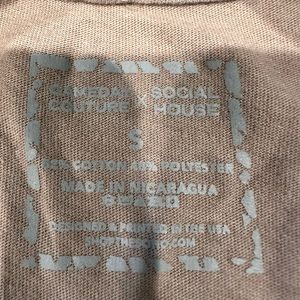 GAMEDAY X SOCIAL
COUTURE HOUSE
S
COTTON POLYESTER
MADE IN NICARAGUA
DESIGNED & PRINTED IN THE USA